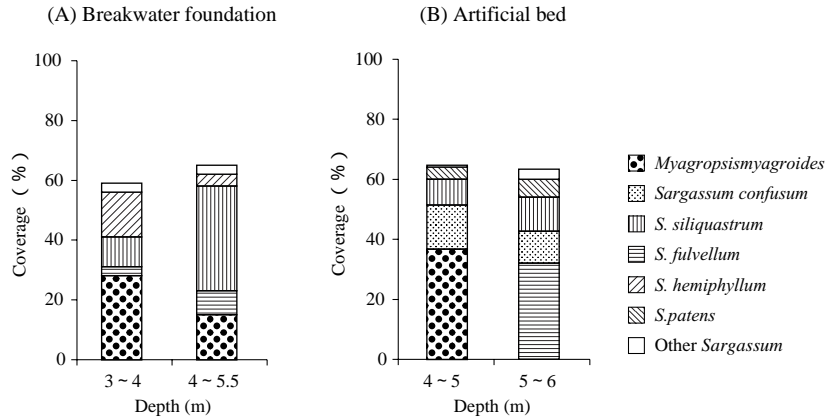 (A) Breakwater foundation
100
80
60
40
20
0
Coverage ( % )
3 ~ 4
4 ~ 5.5
Depth (m)
(B) Artificial bed
100
80
60
40
20
0
Coverage ( % )
4 ~ 5
5 ~ 6
Depth (m)
Myagropsismyagroides
Sargassum confusum
S. siliquastrum
S. fulvellum
S. hemiphyllum
S.patens
Other Sargassum